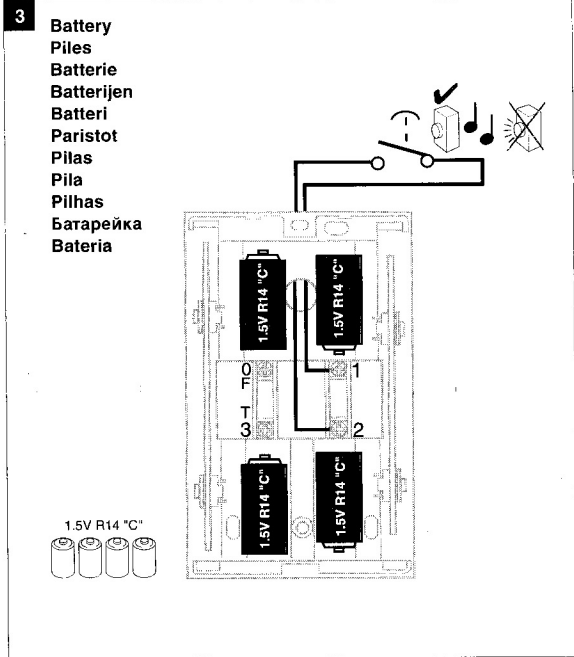 3
Battery
Piles
Batterie
Batterijen
Batteri
Paristot
Pilas
Pila
Pilhas
Батарейка
Bateria
1.5V R14 "C"
1.5V R14 "C"
0
1
F
T
3
2
1.5V R14 "C"
1.5V R14 "C"
1.5V R14 "C"